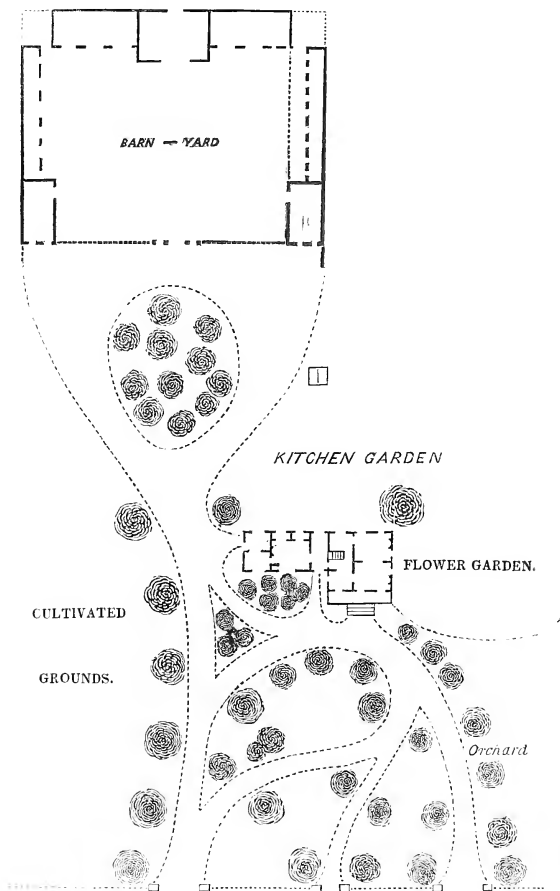 BARN - YARD
KITCHEN GARDEN
FLOWER GARDEN.
CULTIVATED
GROUNDS.
Orchard